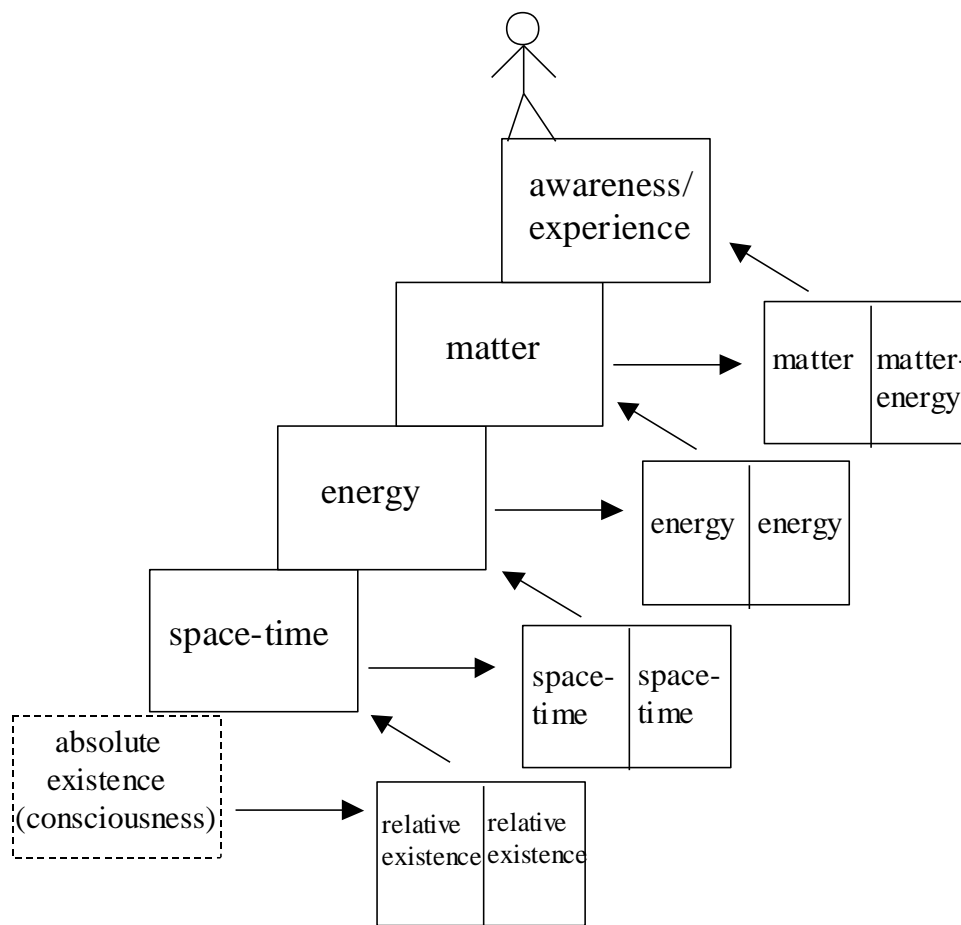 awareness/
experience
matter
matter
matter-
energy
energy
energy
energy
space-time
space-
time
space-
time
absolute
existence
(consciousness)
relative
existence
relative
existence